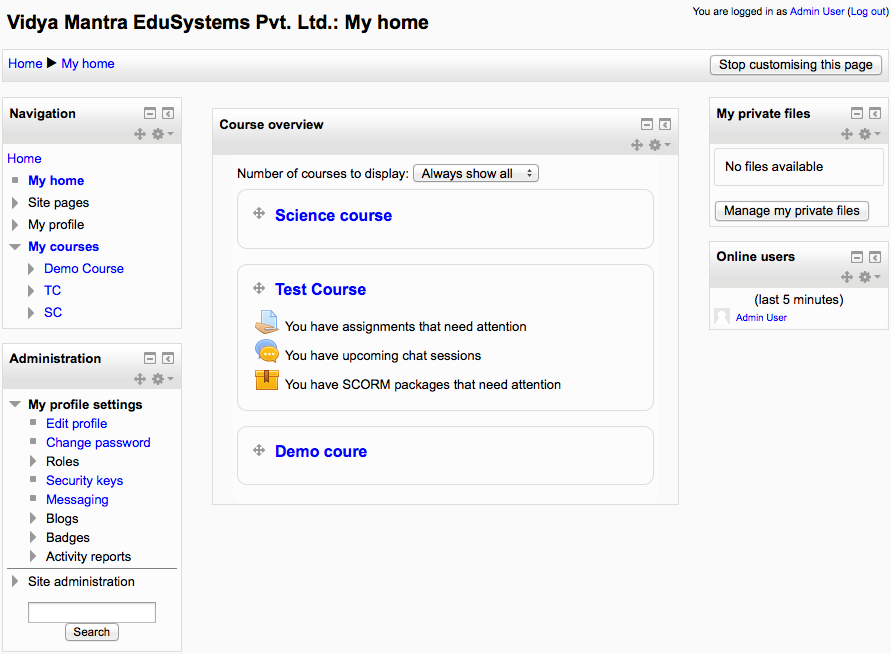 Vidya Mantra EduSystems Pvt. Ltd.: My home
You are logged in as Admin User (Log out)
Home ▶ My home
Stop customising this page
Navigation
Home
My home
Site pages
My profile
My courses
Demo Course
TC
SC
Administration
My profile settings
Edit profile
Change password
Roles
Security keys
Messaging
Blogs
Badges
Activity reports
Site administration
Search
Course overview
Number of courses to display: Always show all
Science course
Test Course
You have assignments that need attention
You have upcoming chat sessions
You have SCORM packages that need attention
Demo coure
My private files
No files available
Manage my private files
Online users
(last 5 minutes)
Admin User